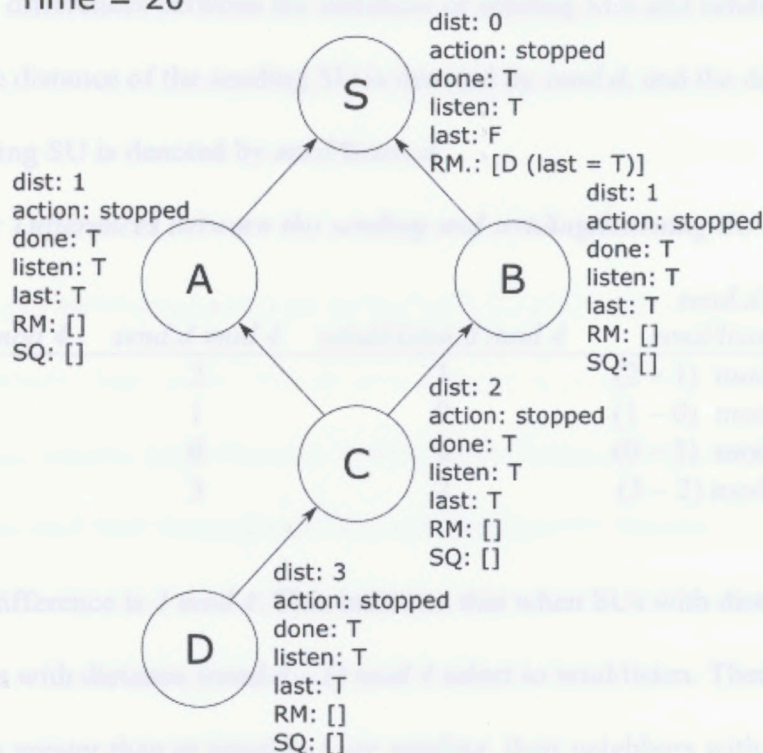 Time = 20
dist: 0
action: stopped
done: T
listen: T
last: F
RM.: [D (last = T)]
S
dist: 1
action: stopped
done: T
listen: T
last: T
RM: []
SQ: []
A
B
dist: 1
action: stopped
done: T
listen: T
last: T
RM: []
SQ: []
C
dist: 2
action: stopped
done: T
listen: T
last: T
RM: []
SQ: []
D
dist: 3
action: stopped
done: T
listen: T
last: T
RM: []
SQ: []